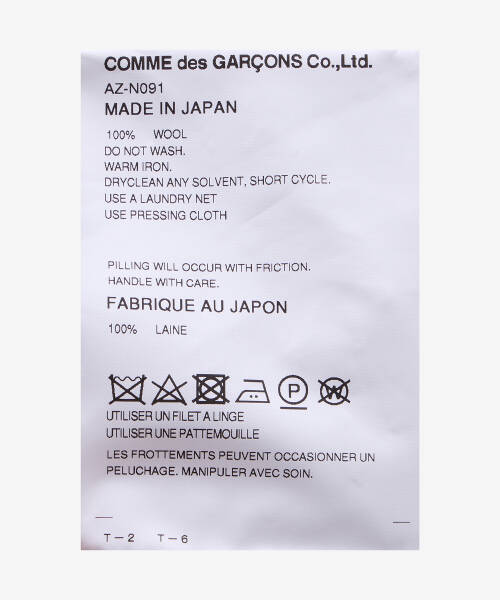 COMME des GARÇONS Co.,Ltd.
AZ-N091
MADE IN JAPAN
100% WOOL
DO NOT WASH.
WARM IRON.
DRYCLEAN ANY SOLVENT, SHORT CYCLE.
USE A LAUNDRY NET
USE PRESSING CLOTH
PILLING WILL OCCUR WITH FRICTION.
HANDLE WITH CARE.
FABRIQUE AU JAPON
100% LAINE
P W
UTILISER UN FILET A LINGE
UTILISER UNE PATTEMOUILLE
LES FROTTEMENTS PEUVENT OCCASIONNER UN
PELUCHAGE. MANIPULER AVEC SOIN.
T-2 T-6